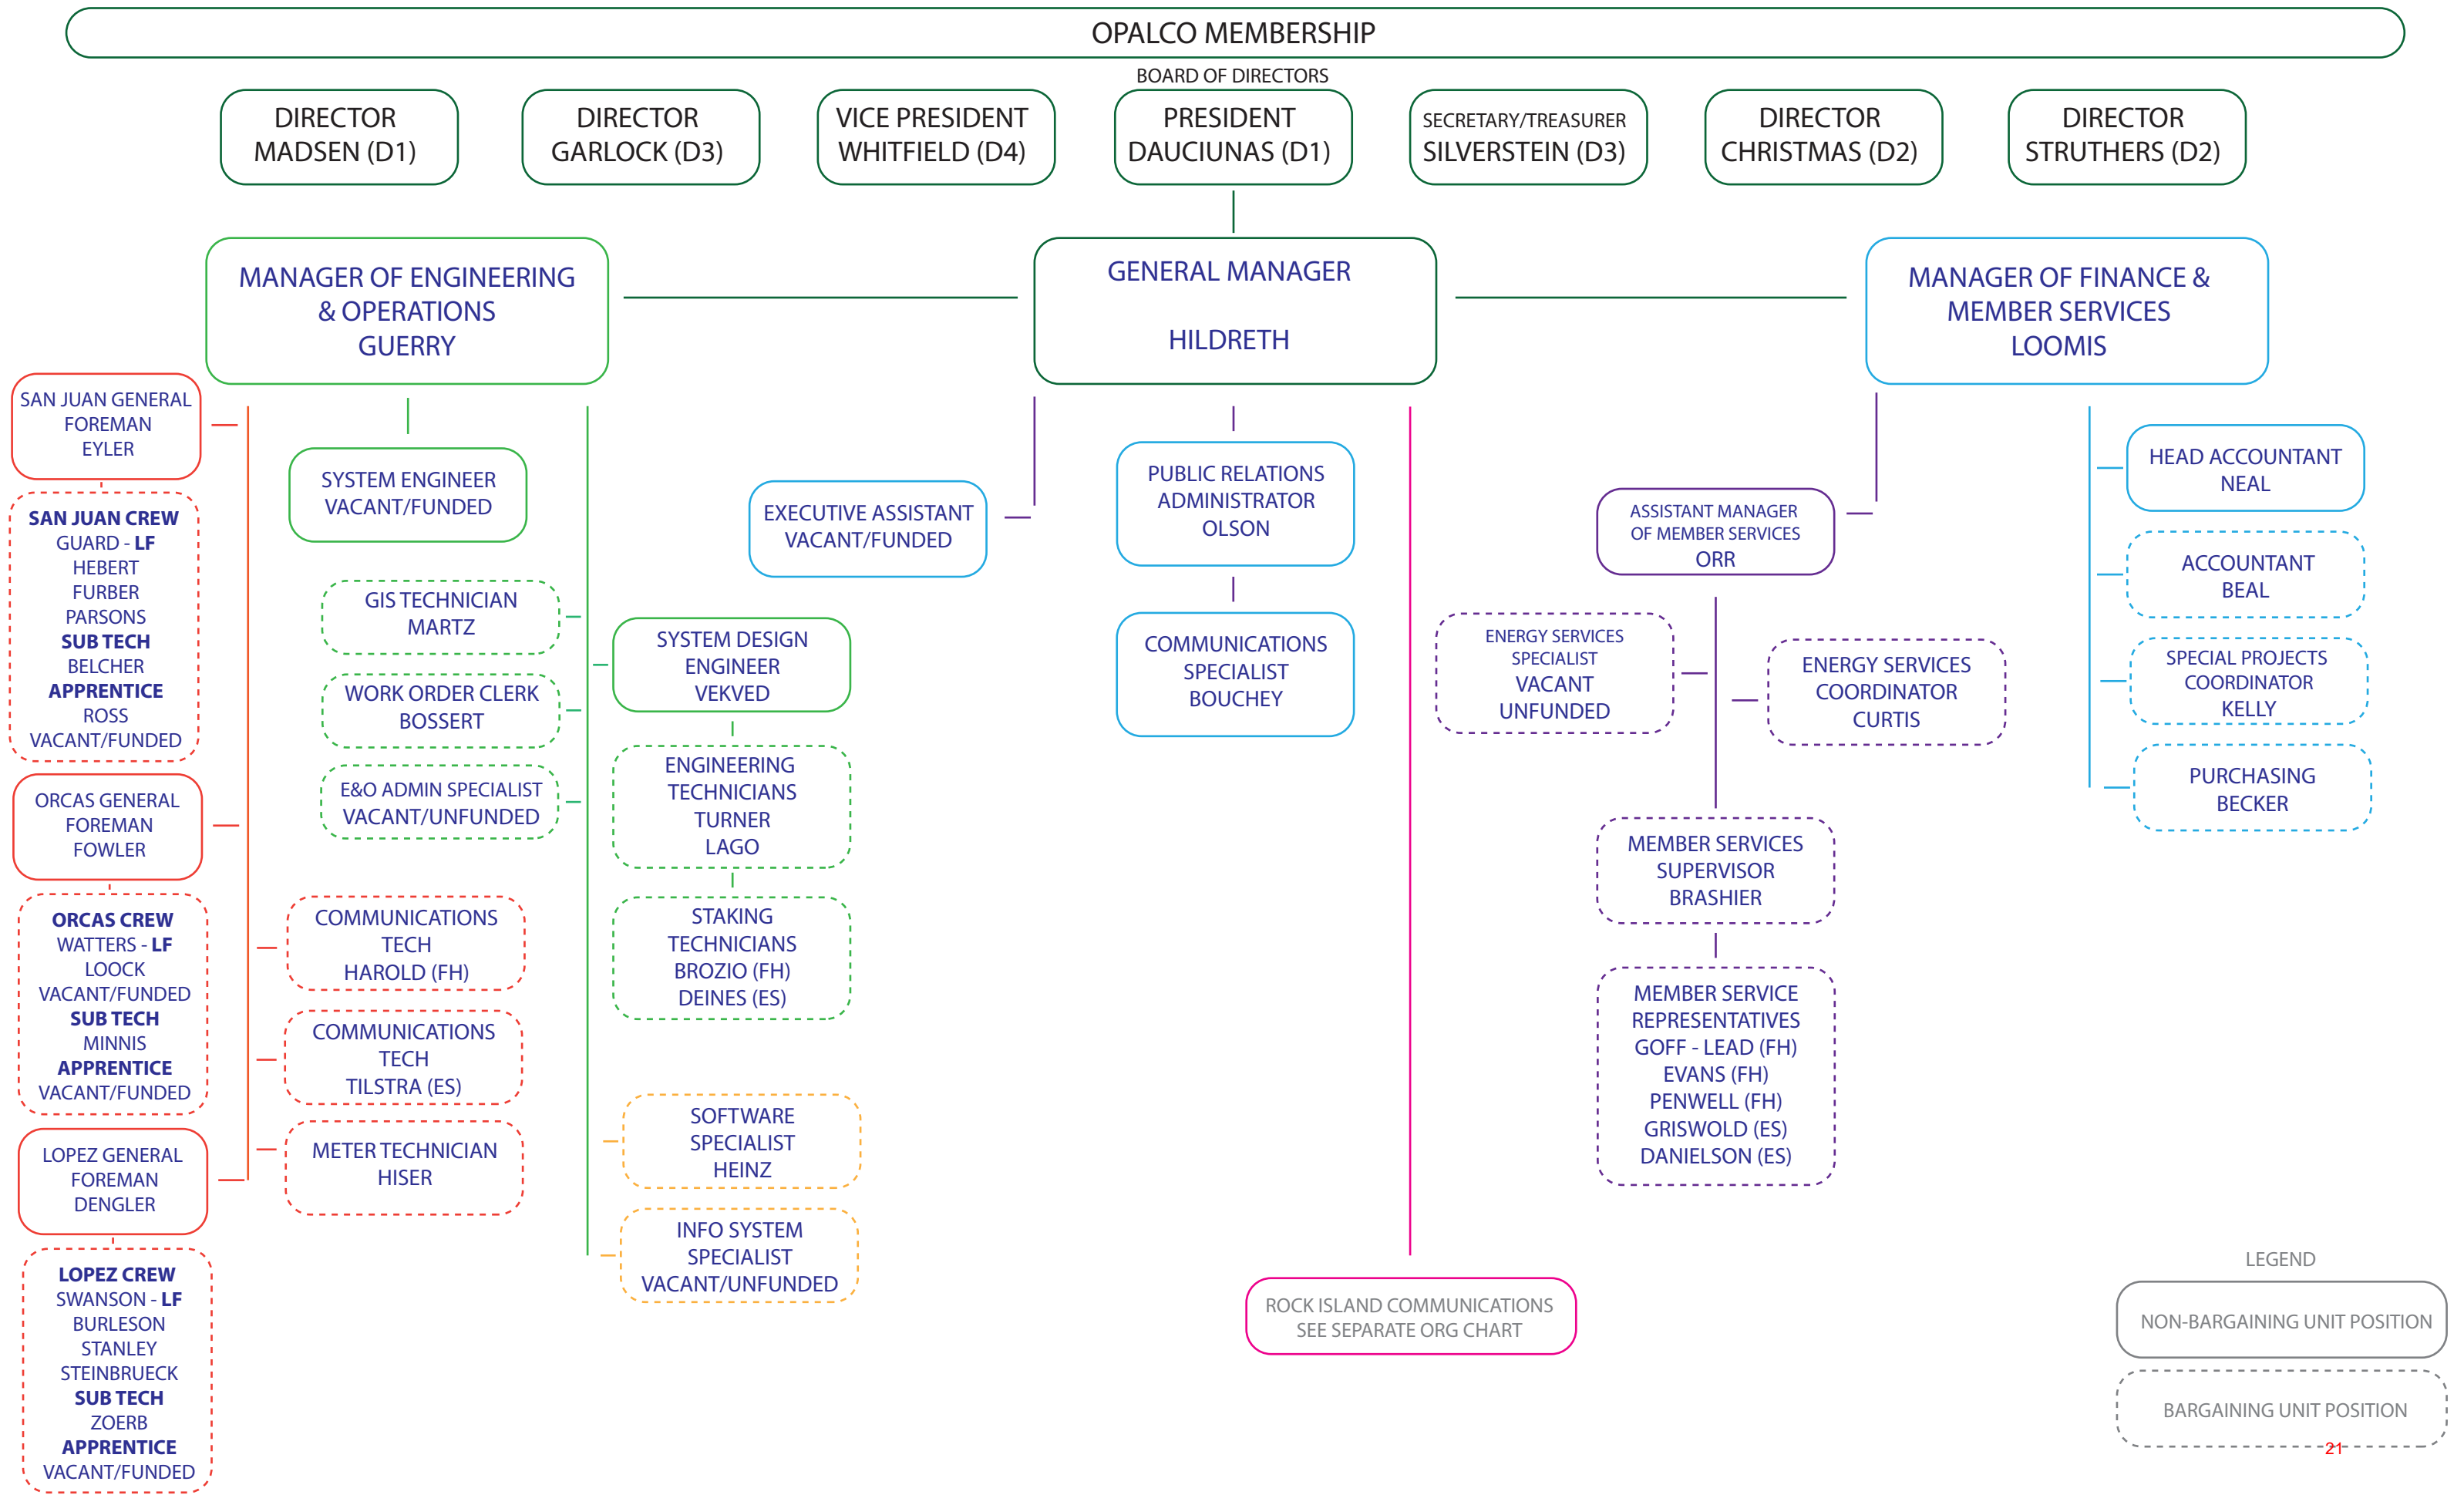 OPALCO MEMBERSHIP
BOARD OF DIRECTORS
DIRECTOR
MADSEN (D1)
DIRECTOR
GARLOCK (D3)
VICE PRESIDENT
WHITFIELD (D4)
PRESIDENT
DAUCIUNAS (D1)
SECRETARY/TREASURER
SILVERSTEIN (D3)
DIRECTOR
CHRISTMAS (D2)
DIRECTOR
STRUTHERS (D2)
MANAGER OF ENGINEERING
& OPERATIONS
GUERRY
GENERAL MANAGER
HILDRETH
MANAGER OF FINANCE &
MEMBER SERVICES
LOOMIS
SAN JUAN GENERAL
FOREMAN
EYLER
SAN JUAN CREW
GUARD - LF
HEBERT
FURBER
PARSONS
SUB TECH
BELCHER
APPRENTICE
ROSS
VACANT/FUNDED
ORCAS GENERAL
FOREMAN
FOWLER
ORCAS CREW
WATTERS - LF
LOOCK
VACANT/FUNDED
SUB TECH
MINNIS
APPRENTICE
VACANT/FUNDED
LOPEZ GENERAL
FOREMAN
DENGLER
LOPEZ CREW
SWANSON - LF
BURLESON
STANLEY
STEINBRUECK
SUB TECH
ZOERB
APPRENTICE
VACANT/FUNDED
SYSTEM ENGINEER
VACANT/FUNDED
GIS TECHNICIAN
MARTZ
WORK ORDER CLERK
BOSSERT
E&O ADMIN SPECIALIST
VACANT/UNFUNDED
COMMUNICATIONS
TECH
HAROLD (FH)
COMMUNICATIONS
TECH
TILSTRA (ES)
METER TECHNICIAN
HISER
SYSTEM DESIGN
ENGINEER
VEKVED
ENGINEERING
TECHNICIANS
TURNER
LAGO
STAKING
TECHNICIANS
BROZIO (FH)
DEINES (ES)
SOFTWARE
SPECIALIST
HEINZ
INFO SYSTEM
SPECIALIST
VACANT/UNFUNDED
EXECUTIVE ASSISTANT
VACANT/FUNDED
PUBLIC RELATIONS
ADMINISTRATOR
OLSON
COMMUNICATIONS
SPECIALIST
BOUCHEY
ROCK ISLAND COMMUNICATIONS
SEE SEPARATE ORG CHART
ASSISTANT MANAGER
OF MEMBER SERVICES
ORR
ENERGY SERVICES
SPECIALIST
VACANT
UNFUNDED
ENERGY SERVICES
COORDINATOR
CURTIS
MEMBER SERVICES
SUPERVISOR
BRASHIER
MEMBER SERVICE
REPRESENTATIVES
GOFF - LEAD (FH)
EVANS (FH)
PENWELL (FH)
GRISWOLD (ES)
DANIELSON (ES)
HEAD ACCOUNTANT
NEAL
ACCOUNTANT
BEAL
SPECIAL PROJECTS
COORDINATOR
KELLY
PURCHASING
BECKER
LEGEND
NON-BARGAINING UNIT POSITION
BARGAINING UNIT POSITION
21